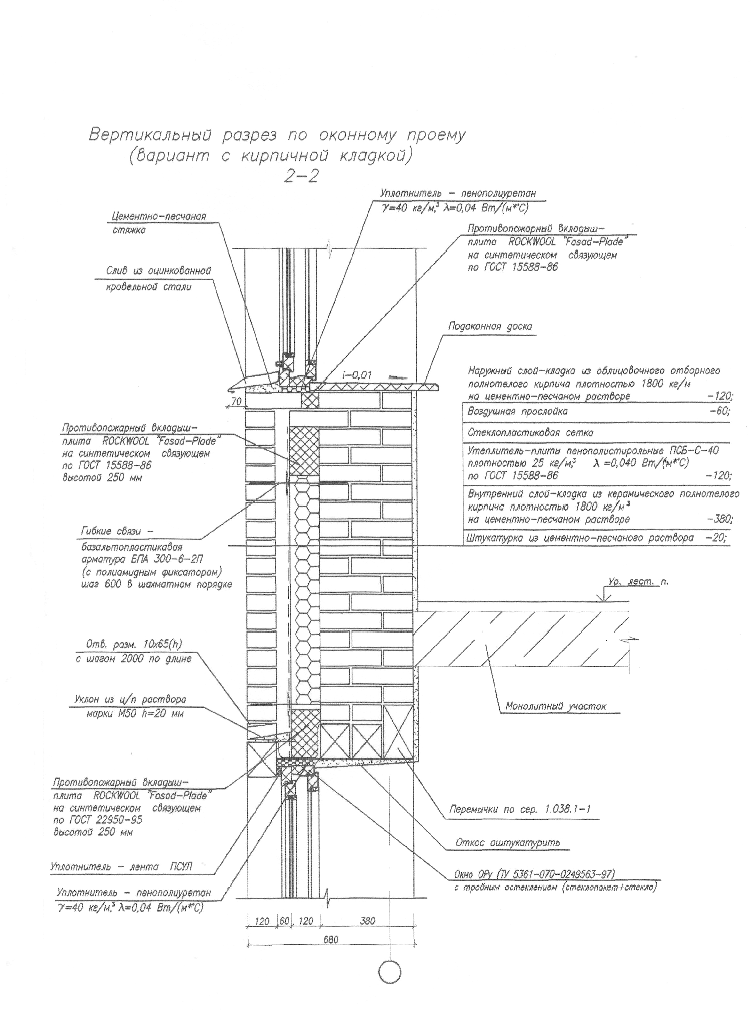 Вертикальный разрез по оконному проему
(вариант с кирпичной кладкой)
2-2
Уплотнитель - пенополиуретан
γ=40 кг/м,³ λ=0,04 Вт/(м*°С)
Цементно-песчаная
стяжка
Противопожарный вкладыш-
плита ROCKWOOL "Fasad-Plade"
на синтетическом связующем
по ГОСТ 15588-86
Слив из оцинкованной
кровельной стали
Подоканная доска
i-0,01
70
Наружный слой-кладка из облицовочного отборного
полнотелого кирпича плотностью 1800 кг/м
на цементно-песчаном растворе -120;
Воздушная прослойка -60;
Стеклопластиковая сетка
Утеплитель-плиты пенополистирольные ПСБ-С-40
плотностью 25 кг/м,³ λ =0,040 Вт/(м*°С)
по ГОСТ 15588-86 -120;
Внутренний слой-кладка из керамического полнотелого
кирпича плотностью 1800 кг/м³
на цементно-песчаном растворе -380;
Штукатурка из цементно-песчаного раствора -20;
Противопожарный вкладыш-
плита ROCKWOOL "Fasad-Plade"
на синтетическом связующем
по ГОСТ 15588-86
высотой 250 мм
Гибкие связи -
базальтопластиковая
арматура БПА 300-6-2П
(с полиамидным фиксатором)
шаг 600 в шахматном порядке
Ур. лест. п.
Отв. разм. 10х65(h)
с шагом 2000 по длине
Уклон из ц/п раствора
марки М50 h=20 мм
Монолитный участок
Противопожарный вкладыш-
плита ROCKWOOL "Fasad-Plade"
на синтетическом связующем
по ГОСТ 22950-95
высотой 250 мм
Перемычки по сер. 1.038.1-1
Откос оштукатурить
Уплотнитель - лента ПСУЛ
Окно ОРу (ТУ 5361-070-0249563-97)
с тройным остеклением (стеклопакет+стекло)
Уплотнитель - пенополиуретан
γ=40 кг/м,³ λ=0,04 Вт/(м*°С)
120 60 120 380
680